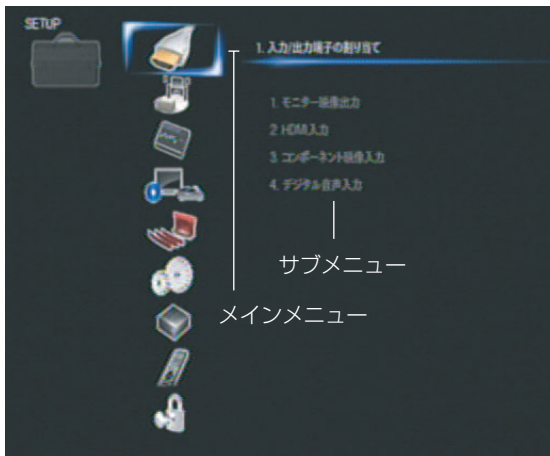 SETUP
1. 入力/出力端子の割り当て
1. モニター映像出力
2. HDMI入力
3. コンポーネント映像入力
4. デジタル音声入力
サブメニュー
メインメニュー